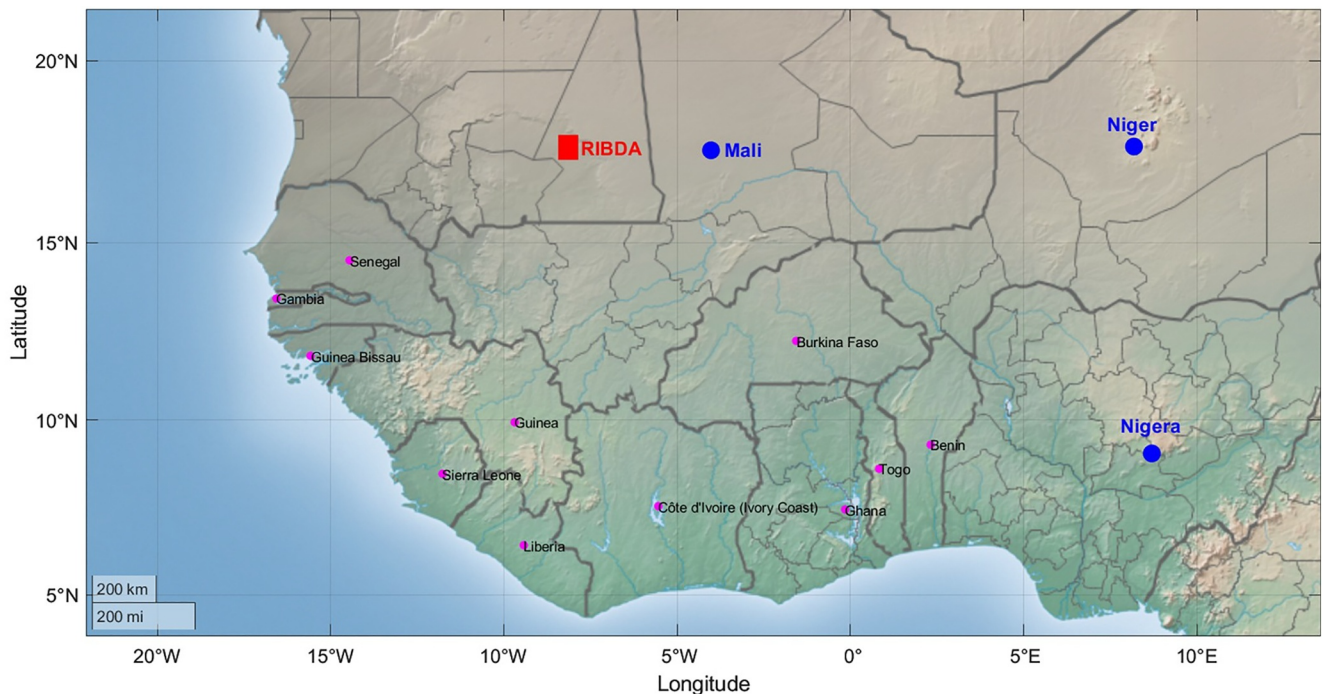 20°N
15°N
10°N
5°N
Latitude
RIBDA
Mali
Niger
Senegal
Gambia
Guinea Bissau
Burkina Faso
Guinea
Nigera
Benin
Togo
Sierra Leone
Côte d'Ivoire (Ivory Coast)
Ghana
Liberia
200 km
200 mi
20°W
15°W
10°W
5°W
0°
5°E
10°E
Longitude